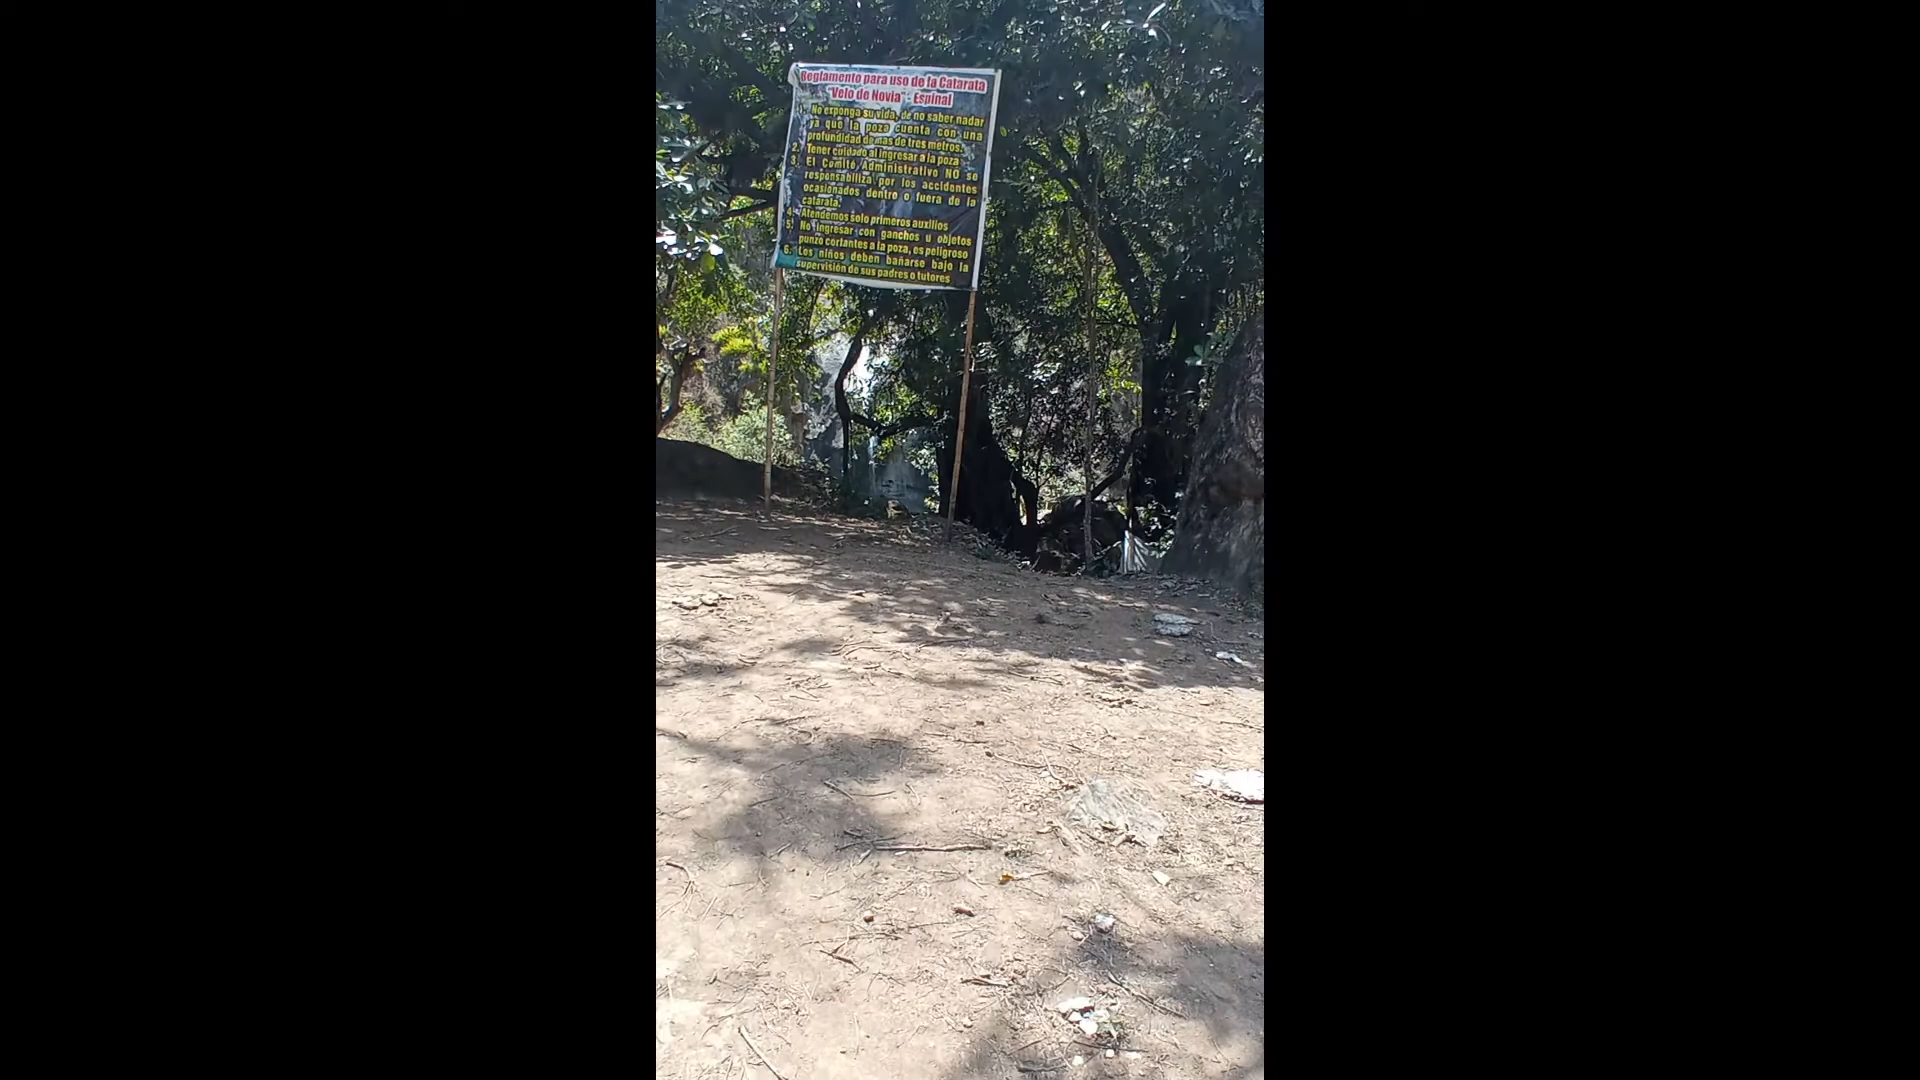 Reglamento para uso de la Catarata
"Velo de Novia" - Espinal
1. No exponga su vida, de no saber nadar
ya que la poza cuenta con una
profundidad de mas de tres metros.
2. Tener cuidado al ingresar a la poza
3. El Comité Administrativo NO se
responsabiliza por los accidentes
ocasionados dentro o fuera de la
catarata.
4. Atendemos solo primeros auxilios
5. No ingresar con ganchos u objetos
punzo cortantes a la poza, es peligroso
6. Los niños deben bañarse bajo la
supervisión de sus padres o tutores